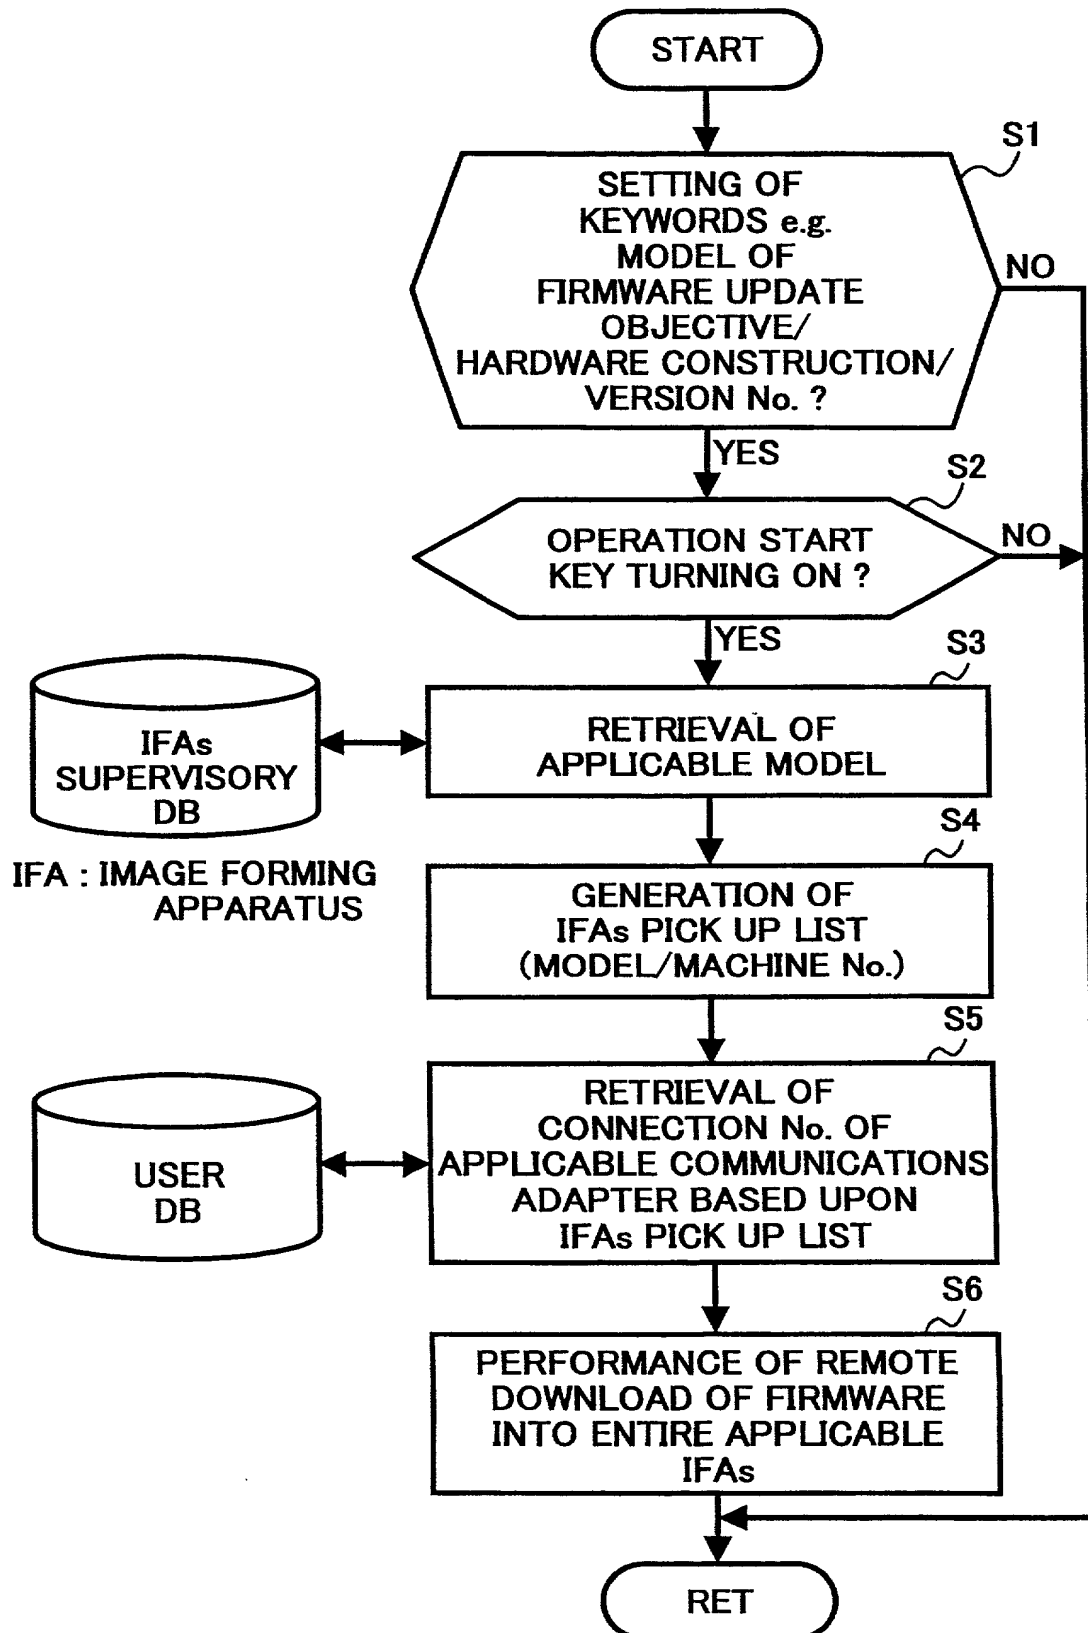 START
S1
SETTING OF
KEYWORDS e.g.
MODEL OF
FIRMWARE UPDATE
OBJECTIVE/
HARDWARE CONSTRUCTION/
VERSION No. ?
NO
YES
S2
OPERATION START
KEY TURNING ON ?
NO
YES
S3
RETRIEVAL OF
APPLICABLE MODEL
IFAs
SUPERVISORY
DB
IFA : IMAGE FORMING
APPARATUS
S4
GENERATION OF
IFAs PICK UP LIST
(MODEL/MACHINE No.)
S5
RETRIEVAL OF
CONNECTION No. OF
APPLICABLE COMMUNICATIONS
ADAPTER BASED UPON
IFAs PICK UP LIST
USER
DB
S6
PERFORMANCE OF REMOTE
DOWNLOAD OF FIRMWARE
INTO ENTIRE APPLICABLE
IFAs
RET